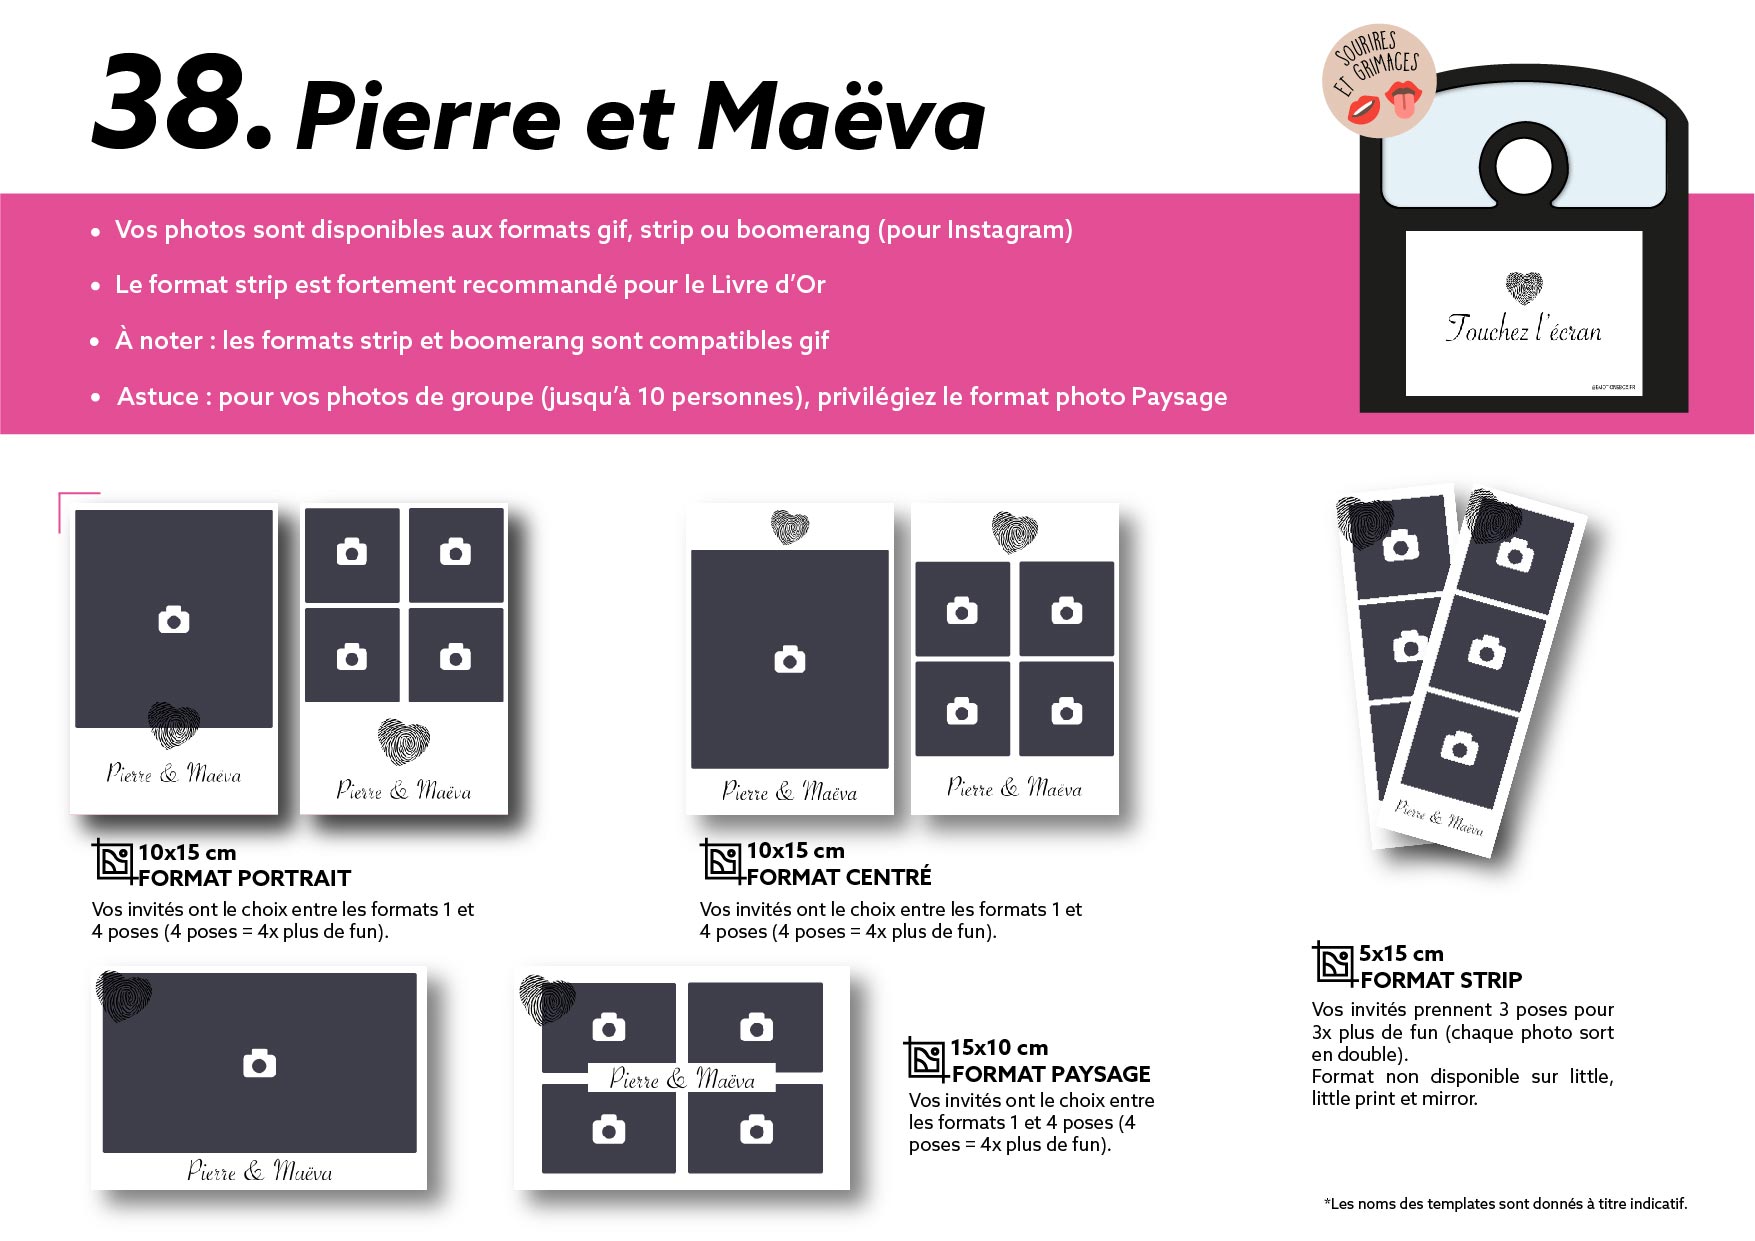 38. Pierre et Maëva
SOURIRES
ET GRIMACES
• Vos photos sont disponibles aux formats gif, strip ou boomerang (pour Instagram)
• Le format strip est fortement recommandé pour le Livre d’Or
• À noter : les formats strip et boomerang sont compatibles gif
• Astuce : pour vos photos de groupe (jusqu’à 10 personnes), privilégiez le format photo Paysage
Touchez l’écran
Pierre & Maëva
Pierre & Maëva
10x15 cm
FORMAT PORTRAIT
Vos invités ont le choix entre les formats 1 et
4 poses (4 poses = 4x plus de fun).
Pierre & Maëva
Pierre & Maëva
10x15 cm
FORMAT CENTRÉ
Vos invités ont le choix entre les formats 1 et
4 poses (4 poses = 4x plus de fun).
Pierre & Maëva
5x15 cm
FORMAT STRIP
Vos invités prennent 3 poses pour
3x plus de fun (chaque photo sort
en double).
Format non disponible sur little,
little print et mirror.
Pierre & Maëva
Pierre & Maëva
15x10 cm
FORMAT PAYSAGE
Vos invités ont le choix entre
les formats 1 et 4 poses (4
poses = 4x plus de fun).
*Les noms des templates sont donnés à titre indicatif.